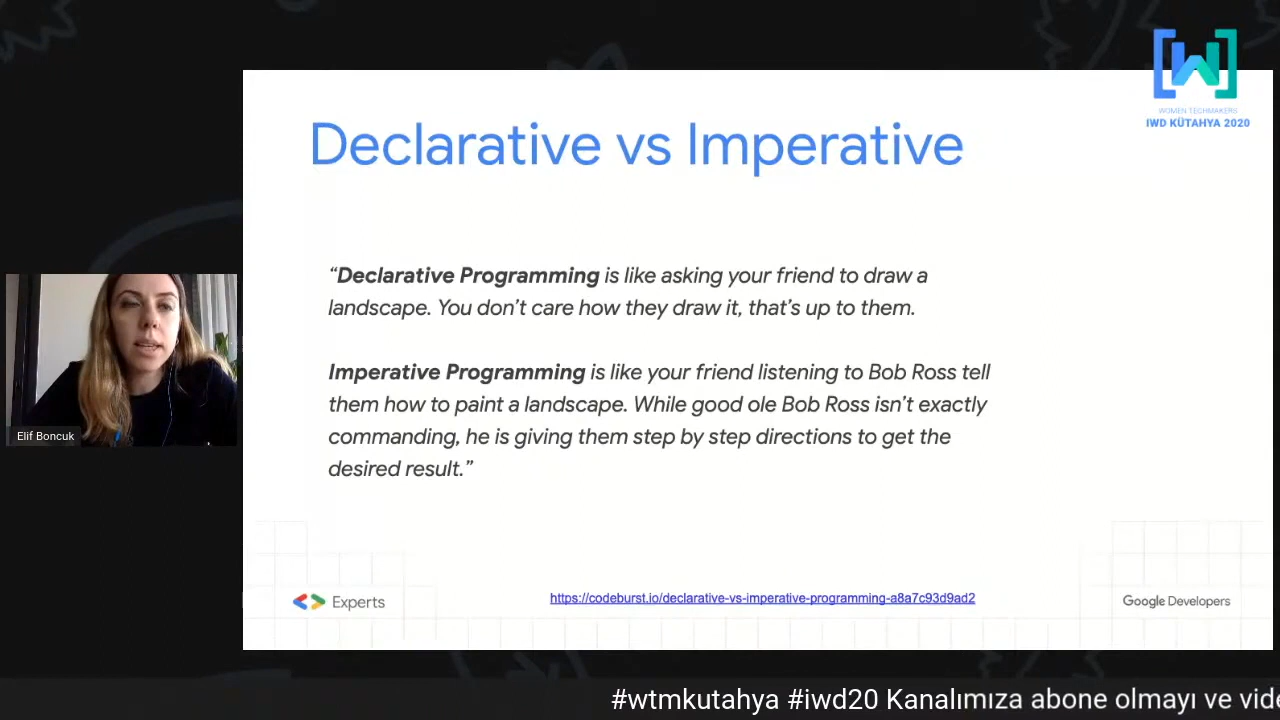 WOMEN TECHMAKERS
IWD KÜTAHYA 2020
Declarative vs Imperative
“Declarative Programming is like asking your friend to draw a
landscape. You don’t care how they draw it, that’s up to them.
Imperative Programming is like your friend listening to Bob Ross tell
them how to paint a landscape. While good ole Bob Ross isn’t exactly
commanding, he is giving them step by step directions to get the
desired result.”
Elif Boncuk
Experts
https://codeburst.io/declarative-vs-imperative-programming-a8a7c93d9ad2
Google Developers
#wtmkutahya #iwd20 Kanalımıza abone olmayı ve vide